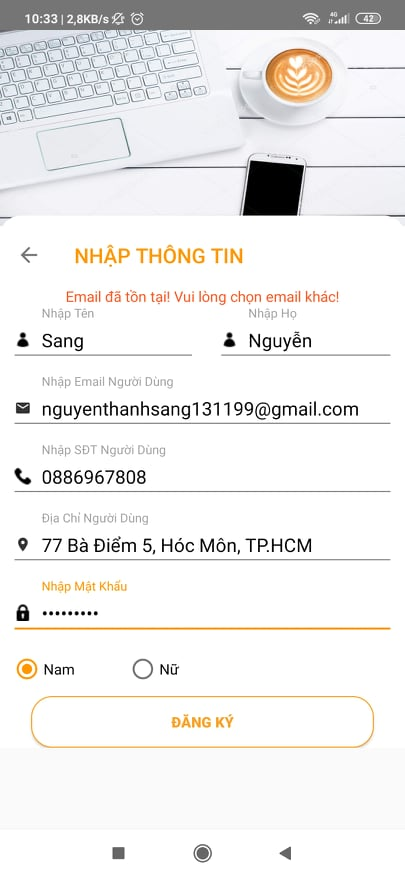 10:33 | 2,8KB/s
4G
42
NHẬP THÔNG TIN
Email đã tồn tại! Vui lòng chọn email khác!
Nhập Tên Nhập Họ
Sang Nguyễn
Nhập Email Người Dùng
nguyenthanhsang131199@gmail.com
Nhập SĐT Người Dùng
0886967808
Địa Chỉ Người Dùng
77 Bà Điểm 5, Hóc Môn, TP.HCM
Nhập Mật Khẩu
•••••••••
Nam Nữ
ĐĂNG KÝ